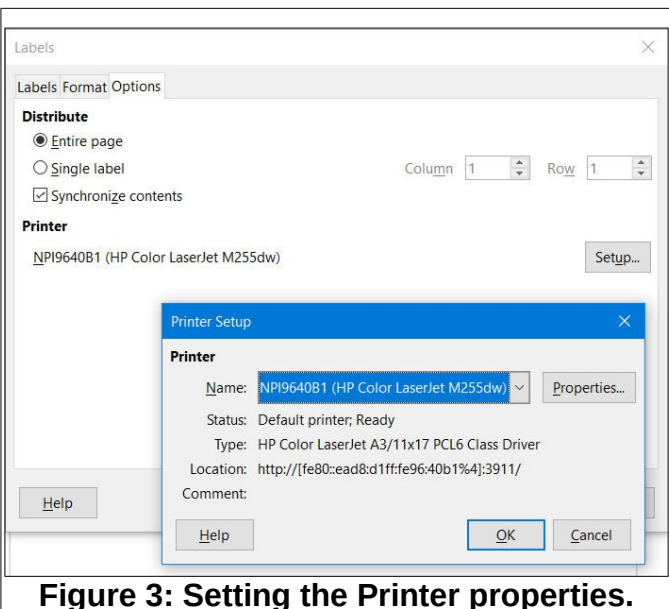 Labels
Labels Format Options
Distribute
Entire page
Single label Column 1 Row 1
Synchronize contents
Printer
NPI9640B1 (HP Color LaserJet M255dw) Setup...
Printer Setup
Printer
Name: NPI9640B1 (HP Color LaserJet M255dw) Properties...
Status: Default printer; Ready
Type: HP Color LaserJet A3/11x17 PCL6 Class Driver
Location: http://[fe80::ead8:d1ff:fe96:40b1%4]:3911/
Comment:
Help
Help OK Cancel
Figure 3: Setting the Printer properties.